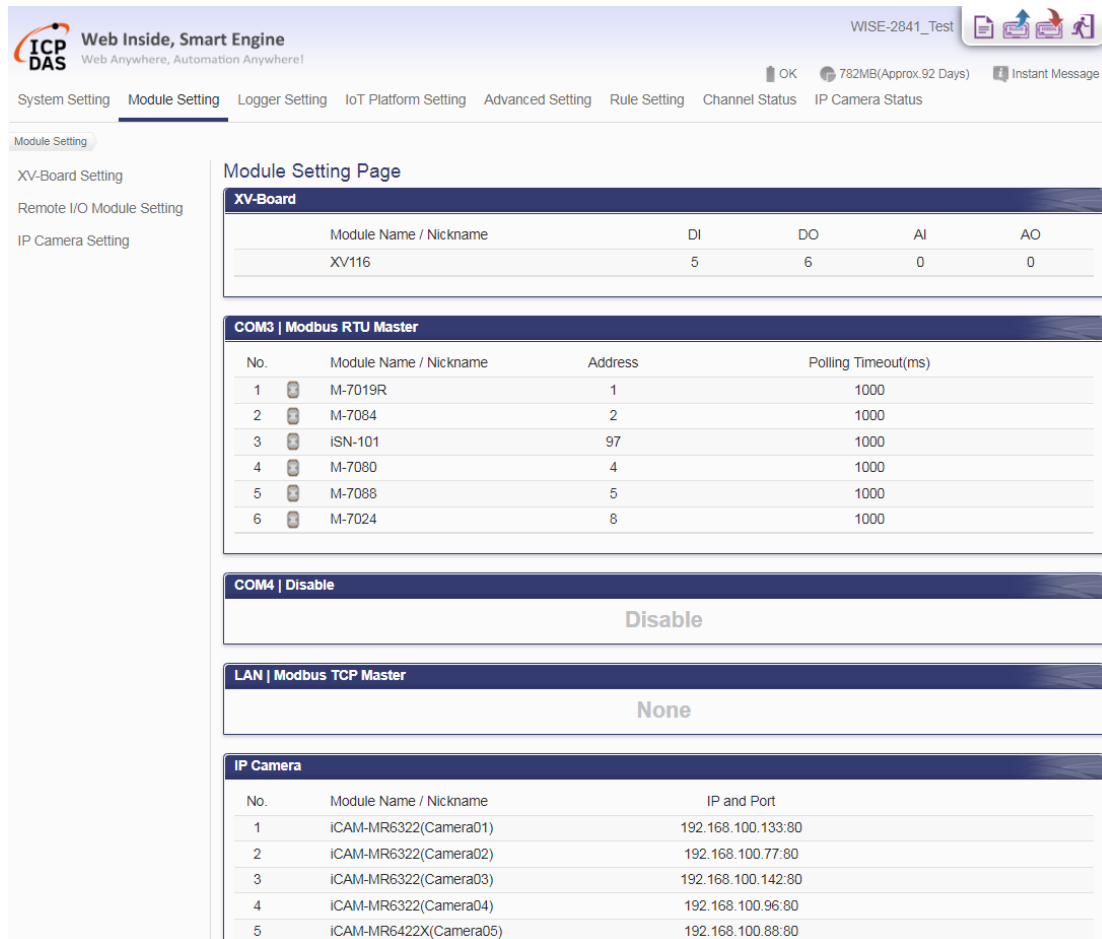 WISE-2841_Test
ICP DAS
Web Inside, Smart Engine
Web Anywhere, Automation Anywhere!
OK 782MB(Approx.92 Days) Instant Message
System Setting Module Setting Logger Setting IoT Platform Setting Advanced Setting Rule Setting Channel Status IP Camera Status
Module Setting
XV-Board Setting
Remote I/O Module Setting
IP Camera Setting
Module Setting Page
XV-Board
Module Name / Nickname DI DO AI AO
XV116 5 6 0 0
COM3 | Modbus RTU Master
No. Module Name / Nickname Address Polling Timeout(ms)
1 M-7019R 1 1000
2 M-7084 2 1000
3 iSN-101 97 1000
4 M-7080 4 1000
5 M-7088 5 1000
6 M-7024 8 1000
COM4 | Disable
Disable
LAN | Modbus TCP Master
None
IP Camera
No. Module Name / Nickname IP and Port
1 iCAM-MR6322(Camera01) 192.168.100.133:80
2 iCAM-MR6322(Camera02) 192.168.100.77:80
3 iCAM-MR6322(Camera03) 192.168.100.142:80
4 iCAM-MR6322(Camera04) 192.168.100.96:80
5 iCAM-MR6422X(Camera05) 192.168.100.88:80